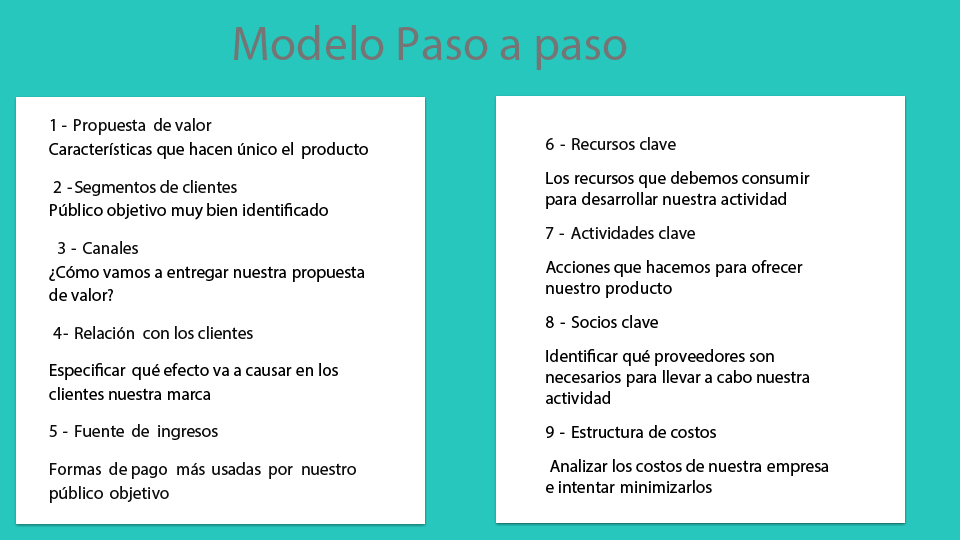 Modelo Paso a paso
1 - Propuesta de valor
Características que hacen único el producto
2 -Segmentos de clientes
Público objetivo muy bien identificado
3 - Canales
¿Cómo vamos a entregar nuestra propuesta
de valor?
4- Relación con los clientes
Especificar qué efecto va a causar en los
clientes nuestra marca
5 - Fuente de ingresos
Formas de pago más usadas por nuestro
público objetivo
6 - Recursos clave
Los recursos que debemos consumir
para desarrollar nuestra actividad
7 - Actividades clave
Acciones que hacemos para ofrecer
nuestro producto
8 - Socios clave
Identificar qué proveedores son
necesarios para llevar a cabo nuestra
actividad
9 - Estructura de costos
Analizar los costos de nuestra empresa
e intentar minimizarlos